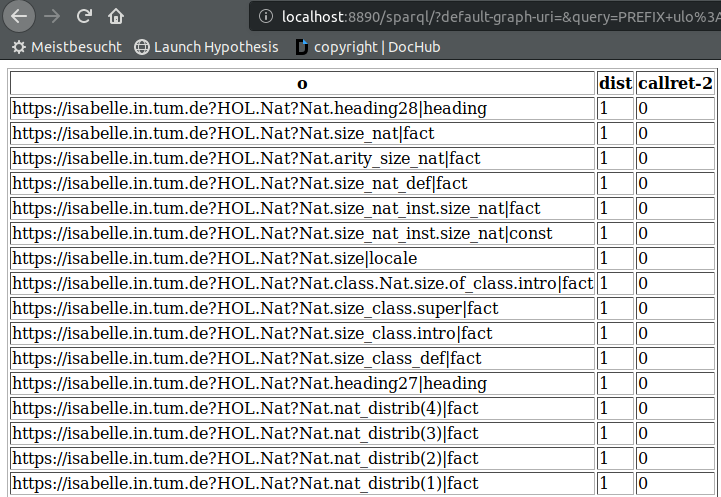 localhost:8890/sparql/?default-graph-uri=&query=PREFIX+ulo%3A
Meistbesucht Launch Hypothesis copyright | DocHub
o dist callret-2
https://isabelle.in.tum.de?HOL.Nat?Nat.heading28|heading 1 0
https://isabelle.in.tum.de?HOL.Nat?Nat.size_nat|fact 1 0
https://isabelle.in.tum.de?HOL.Nat?Nat.arity_size_nat|fact 1 0
https://isabelle.in.tum.de?HOL.Nat?Nat.size_nat_def|fact 1 0
https://isabelle.in.tum.de?HOL.Nat?Nat.size_nat_inst.size_nat|fact 1 0
https://isabelle.in.tum.de?HOL.Nat?Nat.size_nat_inst.size_nat|const 1 0
https://isabelle.in.tum.de?HOL.Nat?Nat.size|locale 1 0
https://isabelle.in.tum.de?HOL.Nat?Nat.class.Nat.size.of_class.intro|fact 1 0
https://isabelle.in.tum.de?HOL.Nat?Nat.size_class.super|fact 1 0
https://isabelle.in.tum.de?HOL.Nat?Nat.size_class.intro|fact 1 0
https://isabelle.in.tum.de?HOL.Nat?Nat.size_class_def|fact 1 0
https://isabelle.in.tum.de?HOL.Nat?Nat.heading27|heading 1 0
https://isabelle.in.tum.de?HOL.Nat?Nat.nat_distrib(4)|fact 1 0
https://isabelle.in.tum.de?HOL.Nat?Nat.nat_distrib(3)|fact 1 0
https://isabelle.in.tum.de?HOL.Nat?Nat.nat_distrib(2)|fact 1 0
https://isabelle.in.tum.de?HOL.Nat?Nat.nat_distrib(1)|fact 1 0